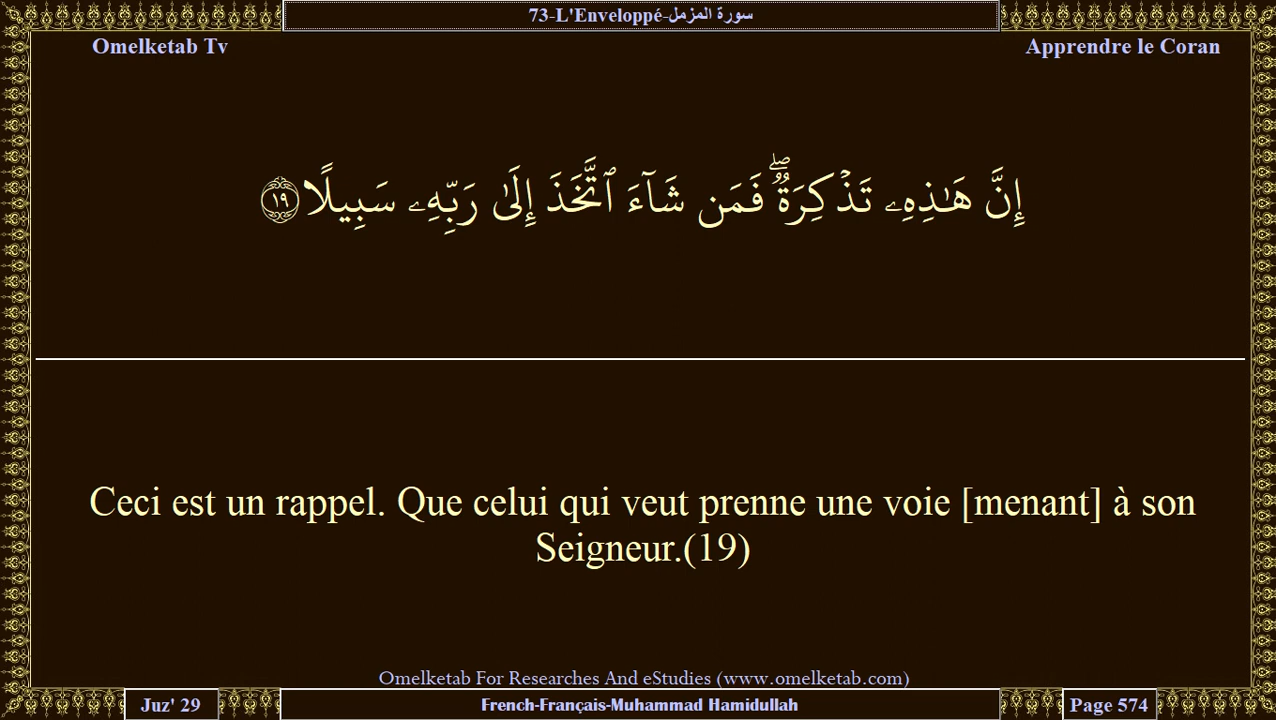 73-L'Enveloppé-سورة المزمل
Omelketab Tv
Apprendre le Coran
إِنَّ هَـٰذِهِۦ تَذْكِرَةٌ ۖ فَمَن شَآءَ ٱتَّخَذَ إِلَىٰ رَبِّهِۦ سَبِيلًا ١٩
Ceci est un rappel. Que celui qui veut prenne une voie [menant] à son
Seigneur.(19)
Omelketab For Researches And eStudies (www.omelketab.com)
Juz' 29
French-Français-Muhammad Hamidullah
Page 574